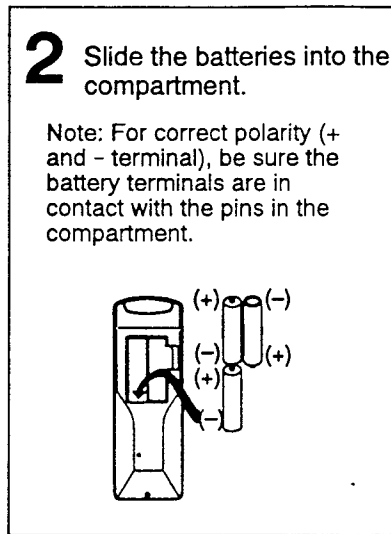 2 Slide the batteries into the
compartment.
Note: For correct polarity (+
and – terminal), be sure the
battery terminals are in
contact with the pins in the
compartment.
(+) (–)
(–) (+)
(+)
(–)